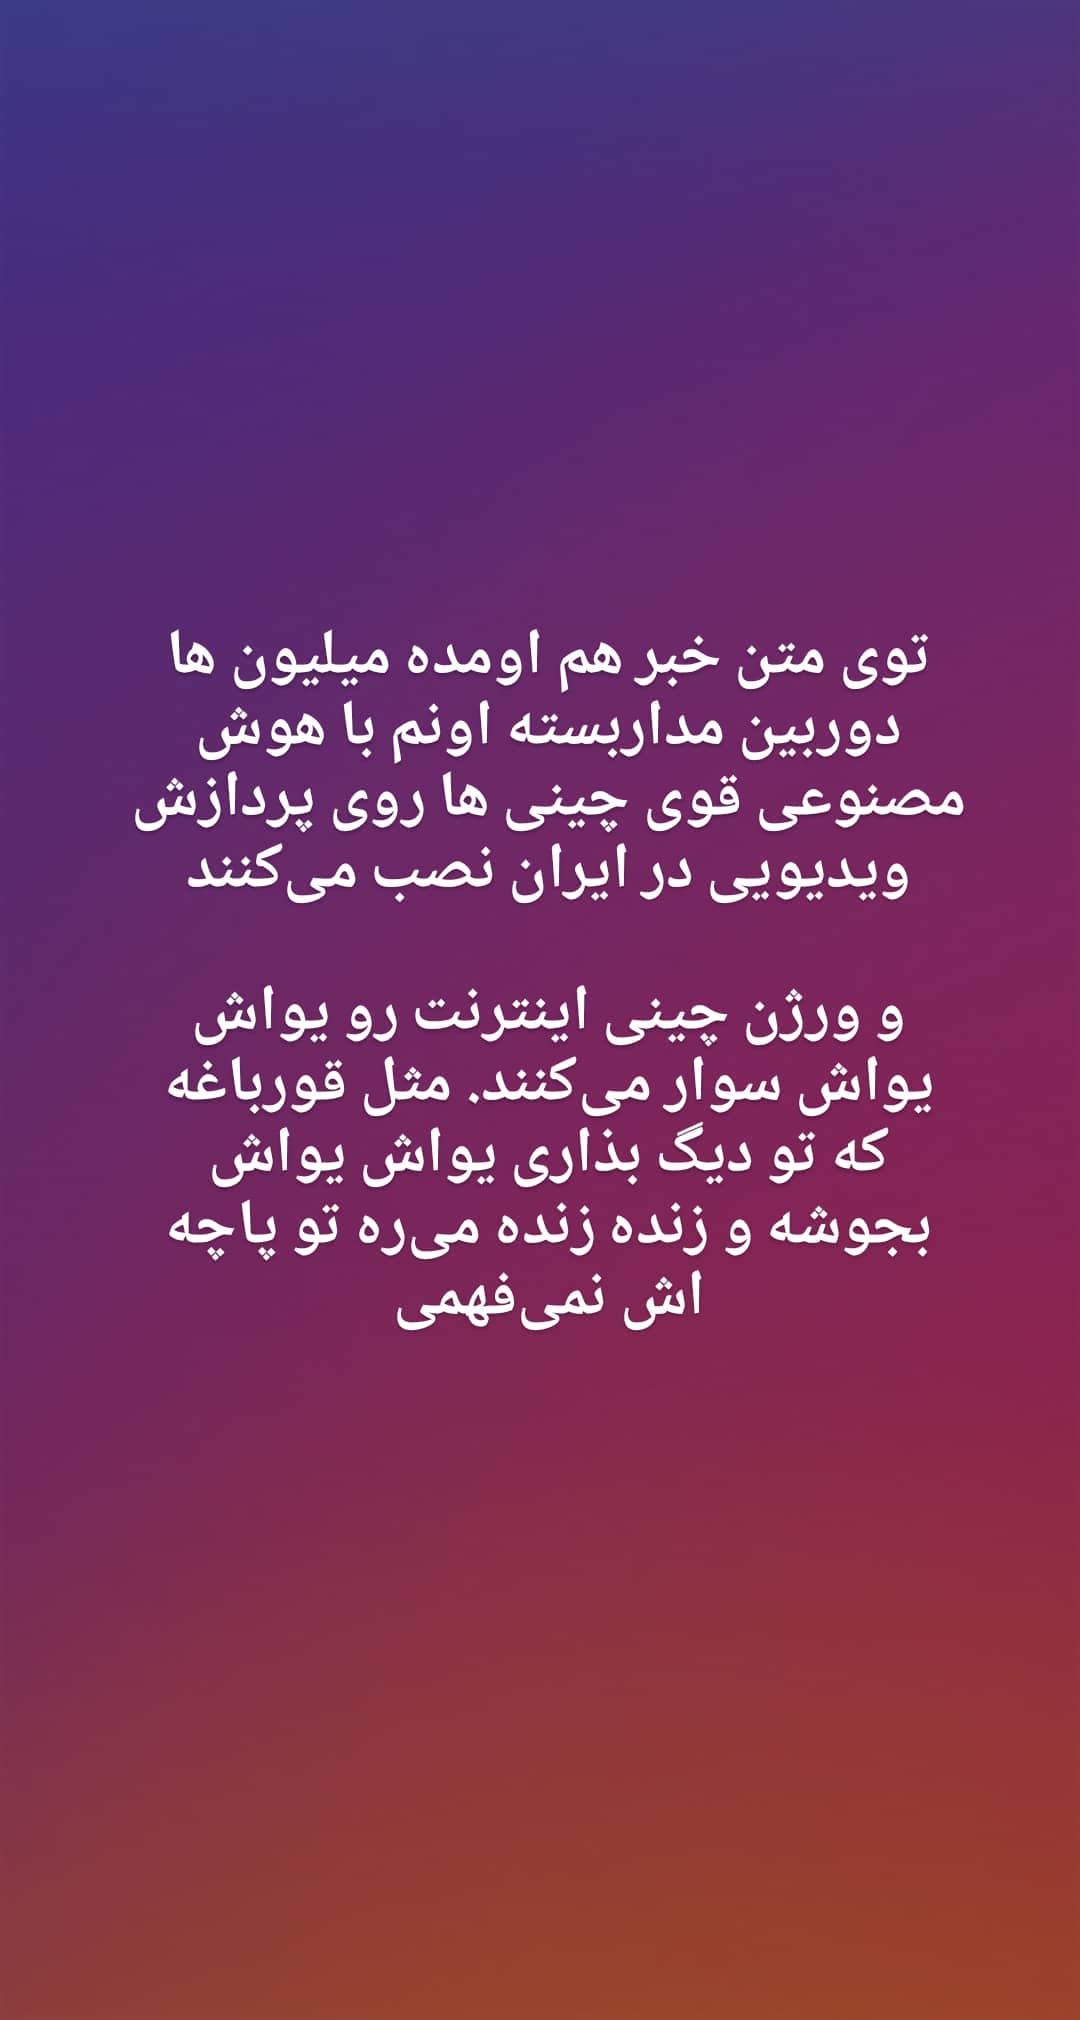 توی متن خبر هم اومده میلیون ها
دوربین مداربسته اونم با هوش
مصنوعی قوی چینی ها روی پردازش
ویدیویی در ایران نصب می‌کنند
و ورژن چینی اینترنت رو یواش
یواش سوار می‌کنند. مثل قورباغه
که تو دیگ بذاری یواش یواش
بجوشه و زنده زنده می‌ره تو پاچه
اش نمی‌فهمی